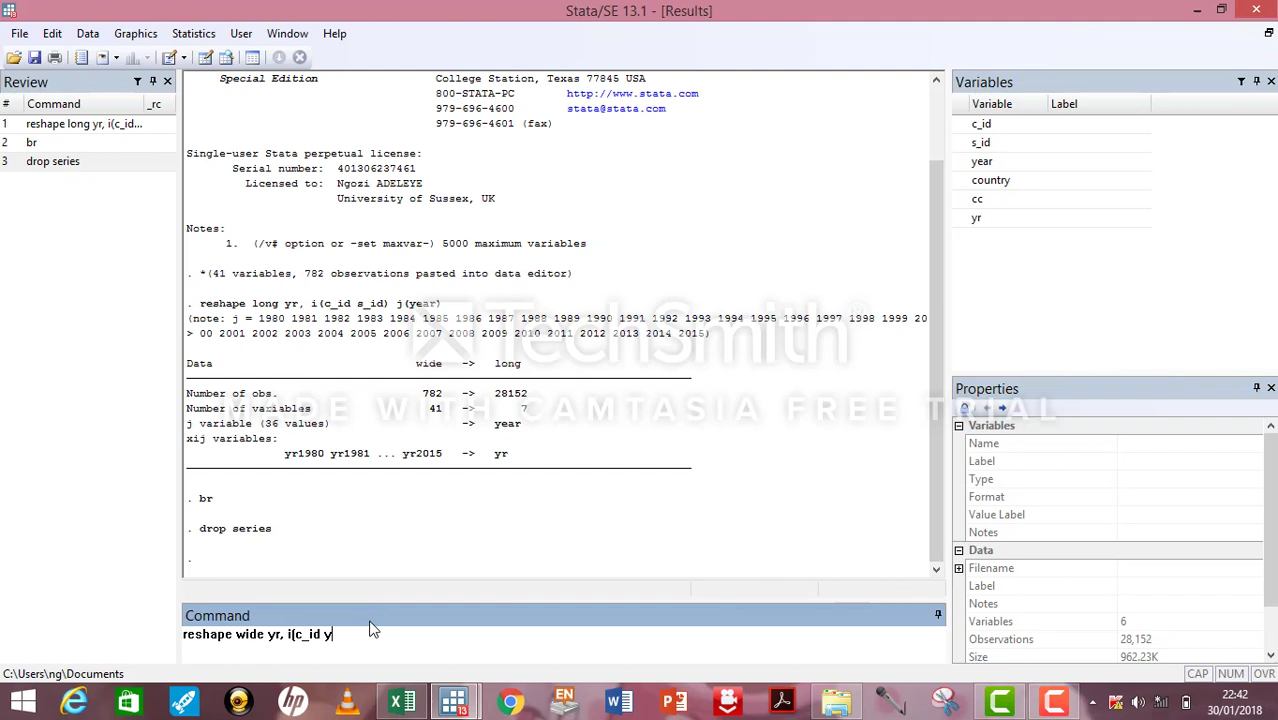 Stata/SE 13.1 - [Results]
File Edit Data Graphics Statistics User Window Help
Review
# Command _rc
1 reshape long yr, i(c_id...
2 br
3 drop series
Special Edition College Station, Texas 77845 USA
800-STATA-PC http://www.stata.com
979-696-4600 stata@stata.com
979-696-4601 (fax)
Single-user Stata perpetual license:
Serial number: 401306237461
Licensed to: Ngozi ADELEYE
University of Sussex, UK
Notes:
1. (/v# option or -set maxvar-) 5000 maximum variables
. *(41 variables, 782 observations pasted into data editor)
. reshape long yr, i(c_id s_id) j(year)
(note: j = 1980 1981 1982 1983 1984 1985 1986 1987 1988 1989 1990 1991 1992 1993 1994 1995 1996 1997 1998 1999 20
> 00 2001 2002 2003 2004 2005 2006 2007 2008 2009 2010 2011 2012 2013 2014 2015)
Data wide -> long
Number of obs. 782 -> 28152
Number of variables 41 -> 7
j variable (36 values) -> year
xij variables:
yr1980 yr1981 ... yr2015 -> yr
. br
. drop series
.
TechSmith®
MADE WITH CAMTASIA FREE TRIAL
Command
reshape wide yr, i(c_id y
Variables
Variable Label
c_id
s_id
year
country
cc
yr
Properties
Variables
Name
Label
Type
Format
Value Label
Notes
Data
Filename
Label
Notes
Variables 6
Observations 28,152
Size 962.23K
C:\Users\ng\Documents
CAP NUM OVR
EN
13
22:42
30/01/2018